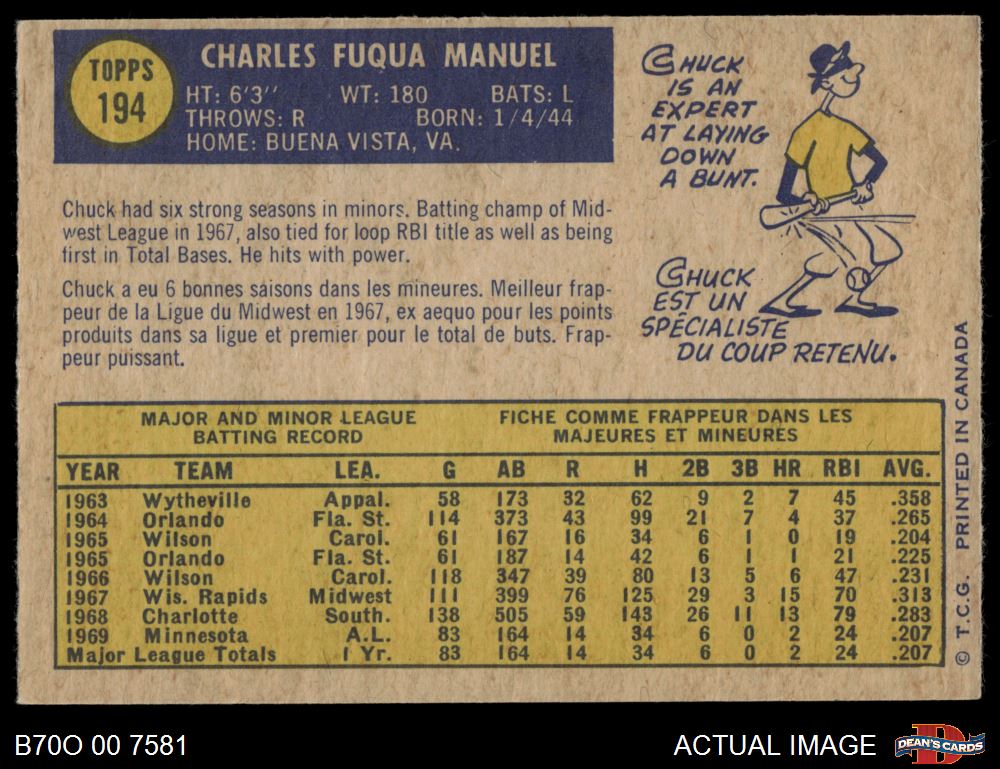 TOPPS
194
CHARLES FUQUA MANUEL
HT: 6'3" WT: 180 BATS: L
THROWS: R BORN: 1/4/44
HOME: BUENA VISTA, VA.
CHUCK
IS AN
EXPERT
AT LAYING
DOWN
A BUNT.
Chuck had six strong seasons in minors. Batting champ of Mid-
west League in 1967, also tied for loop RBI title as well as being
first in Total Bases. He hits with power.
Chuck a eu 6 bonnes saisons dans les mineures. Meilleur frap-
peur de la Ligue du Midwest en 1967, ex aequo pour les points
produits dans sa ligue et premier pour le total de buts. Frap-
peur puissant.
CHUCK
EST UN
SPÉCIALISTE
DU COUP RETENU.
MAJOR AND MINOR LEAGUE
BATTING RECORD
FICHE COMME FRAPPEUR DANS LES
MAJEURES ET MINEURES
YEAR TEAM LEA. G AB R H 2B 3B HR RBI AVG.
1963 Wytheville Appal. 58 173 32 62 9 2 7 45 .358
1964 Orlando Fla. St. 114 373 43 99 21 7 4 37 .265
1965 Wilson Carol. 61 167 16 34 6 1 0 19 .204
1965 Orlando Fla. St. 61 187 14 42 6 1 1 21 .225
1966 Wilson Carol. 118 347 39 80 13 5 6 47 .231
1967 Wis. Rapids Midwest 111 399 76 125 29 3 15 70 .313
1968 Charlotte South. 138 505 59 143 26 11 13 79 .283
1969 Minnesota A.L. 83 164 14 34 6 0 2 24 .207
Major League Totals 1 Yr. 83 164 14 34 6 0 2 24 .207
© T.C.G. PRINTED IN CANADA
B70O 00 7581
ACTUAL IMAGE
D
DEAN'S CARDS